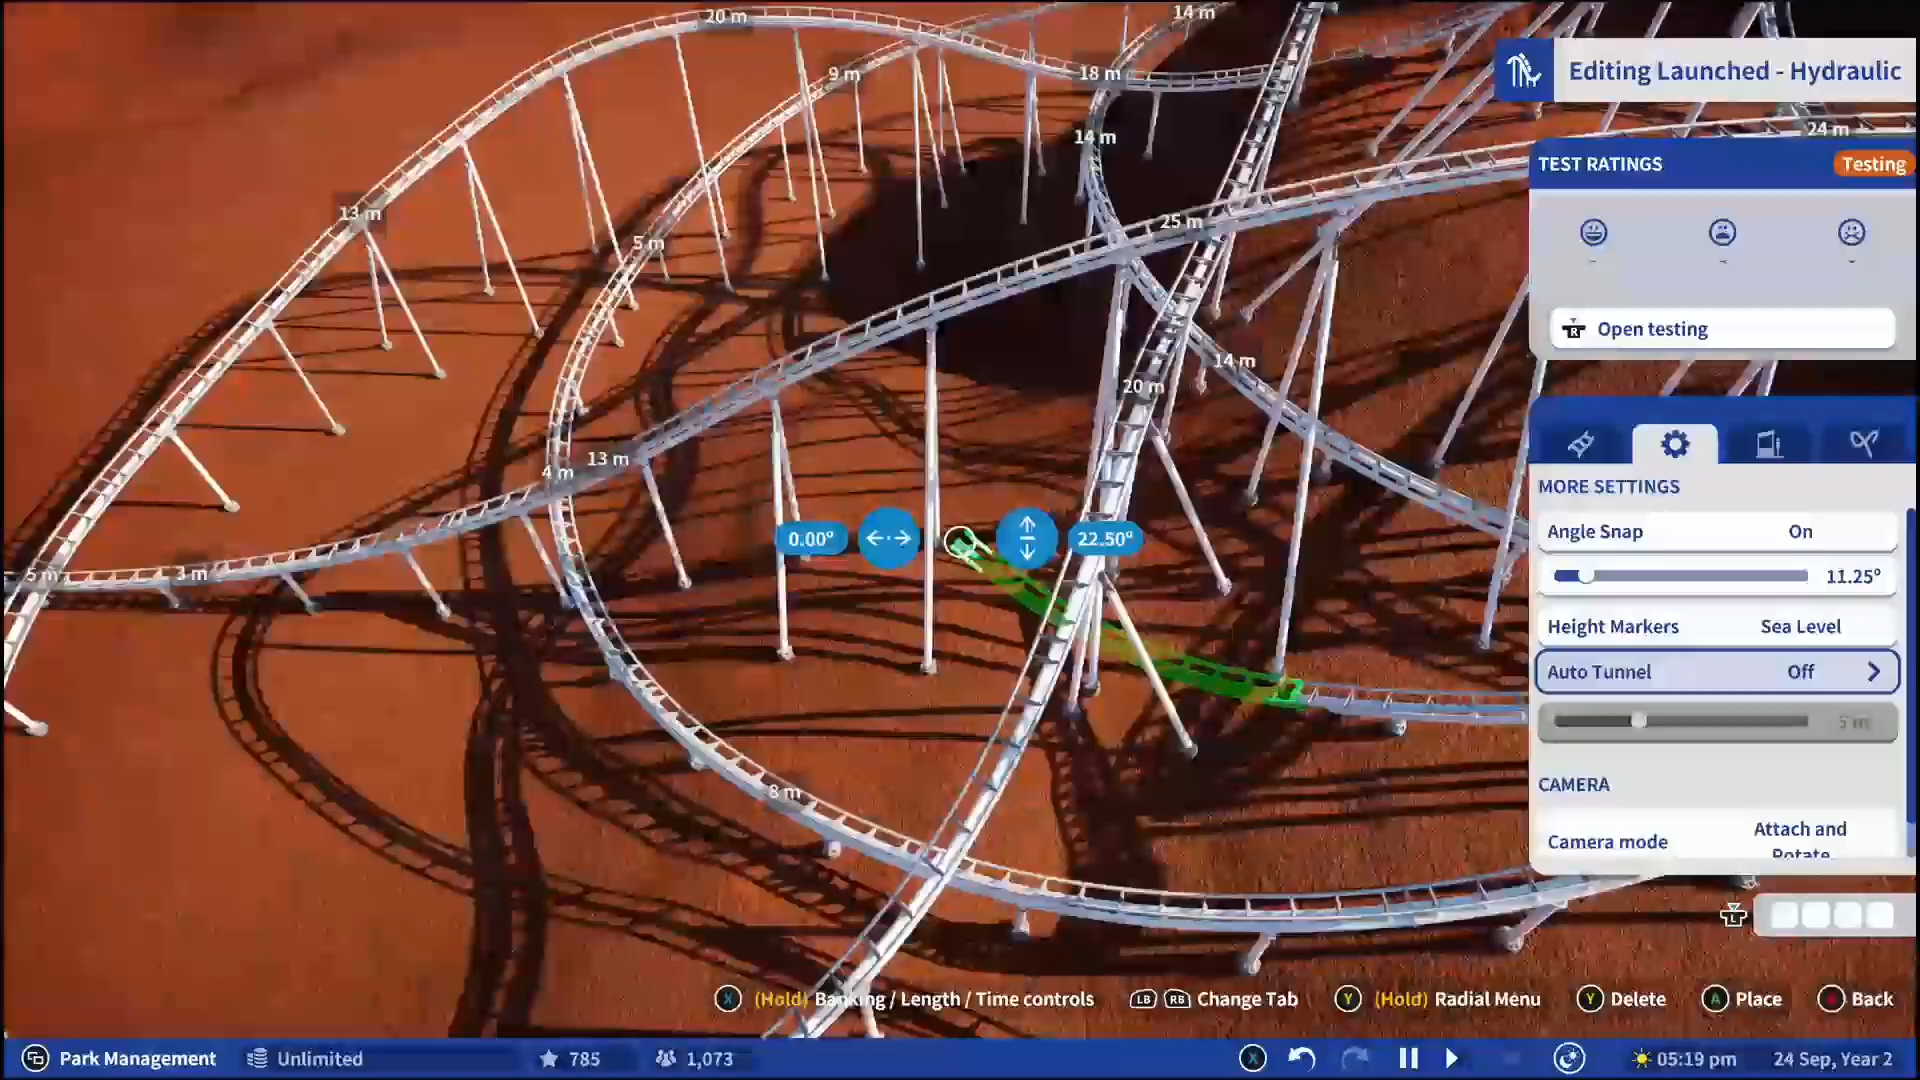 20 m
14 m
9 m
18 m
14 m
24 m
13 m
5 m
25 m
14 m
20 m
4 m
13 m
5 m
3 m
8 m
0.00°
22.50°
Editing Launched - Hydraulic
TEST RATINGS
Testing
-
-
-
R
Open testing
MORE SETTINGS
Angle Snap On
11.25°
Height Markers Sea Level
Auto Tunnel Off
5 m
CAMERA
Camera mode
Attach and
Rotate
L
X (Hold) Banking / Length / Time controls LB RB Change Tab Y (Hold) Radial Menu Y Delete A Place Back
Park Management Unlimited 785 1,073 X 05:19 pm 24 Sep, Year 2